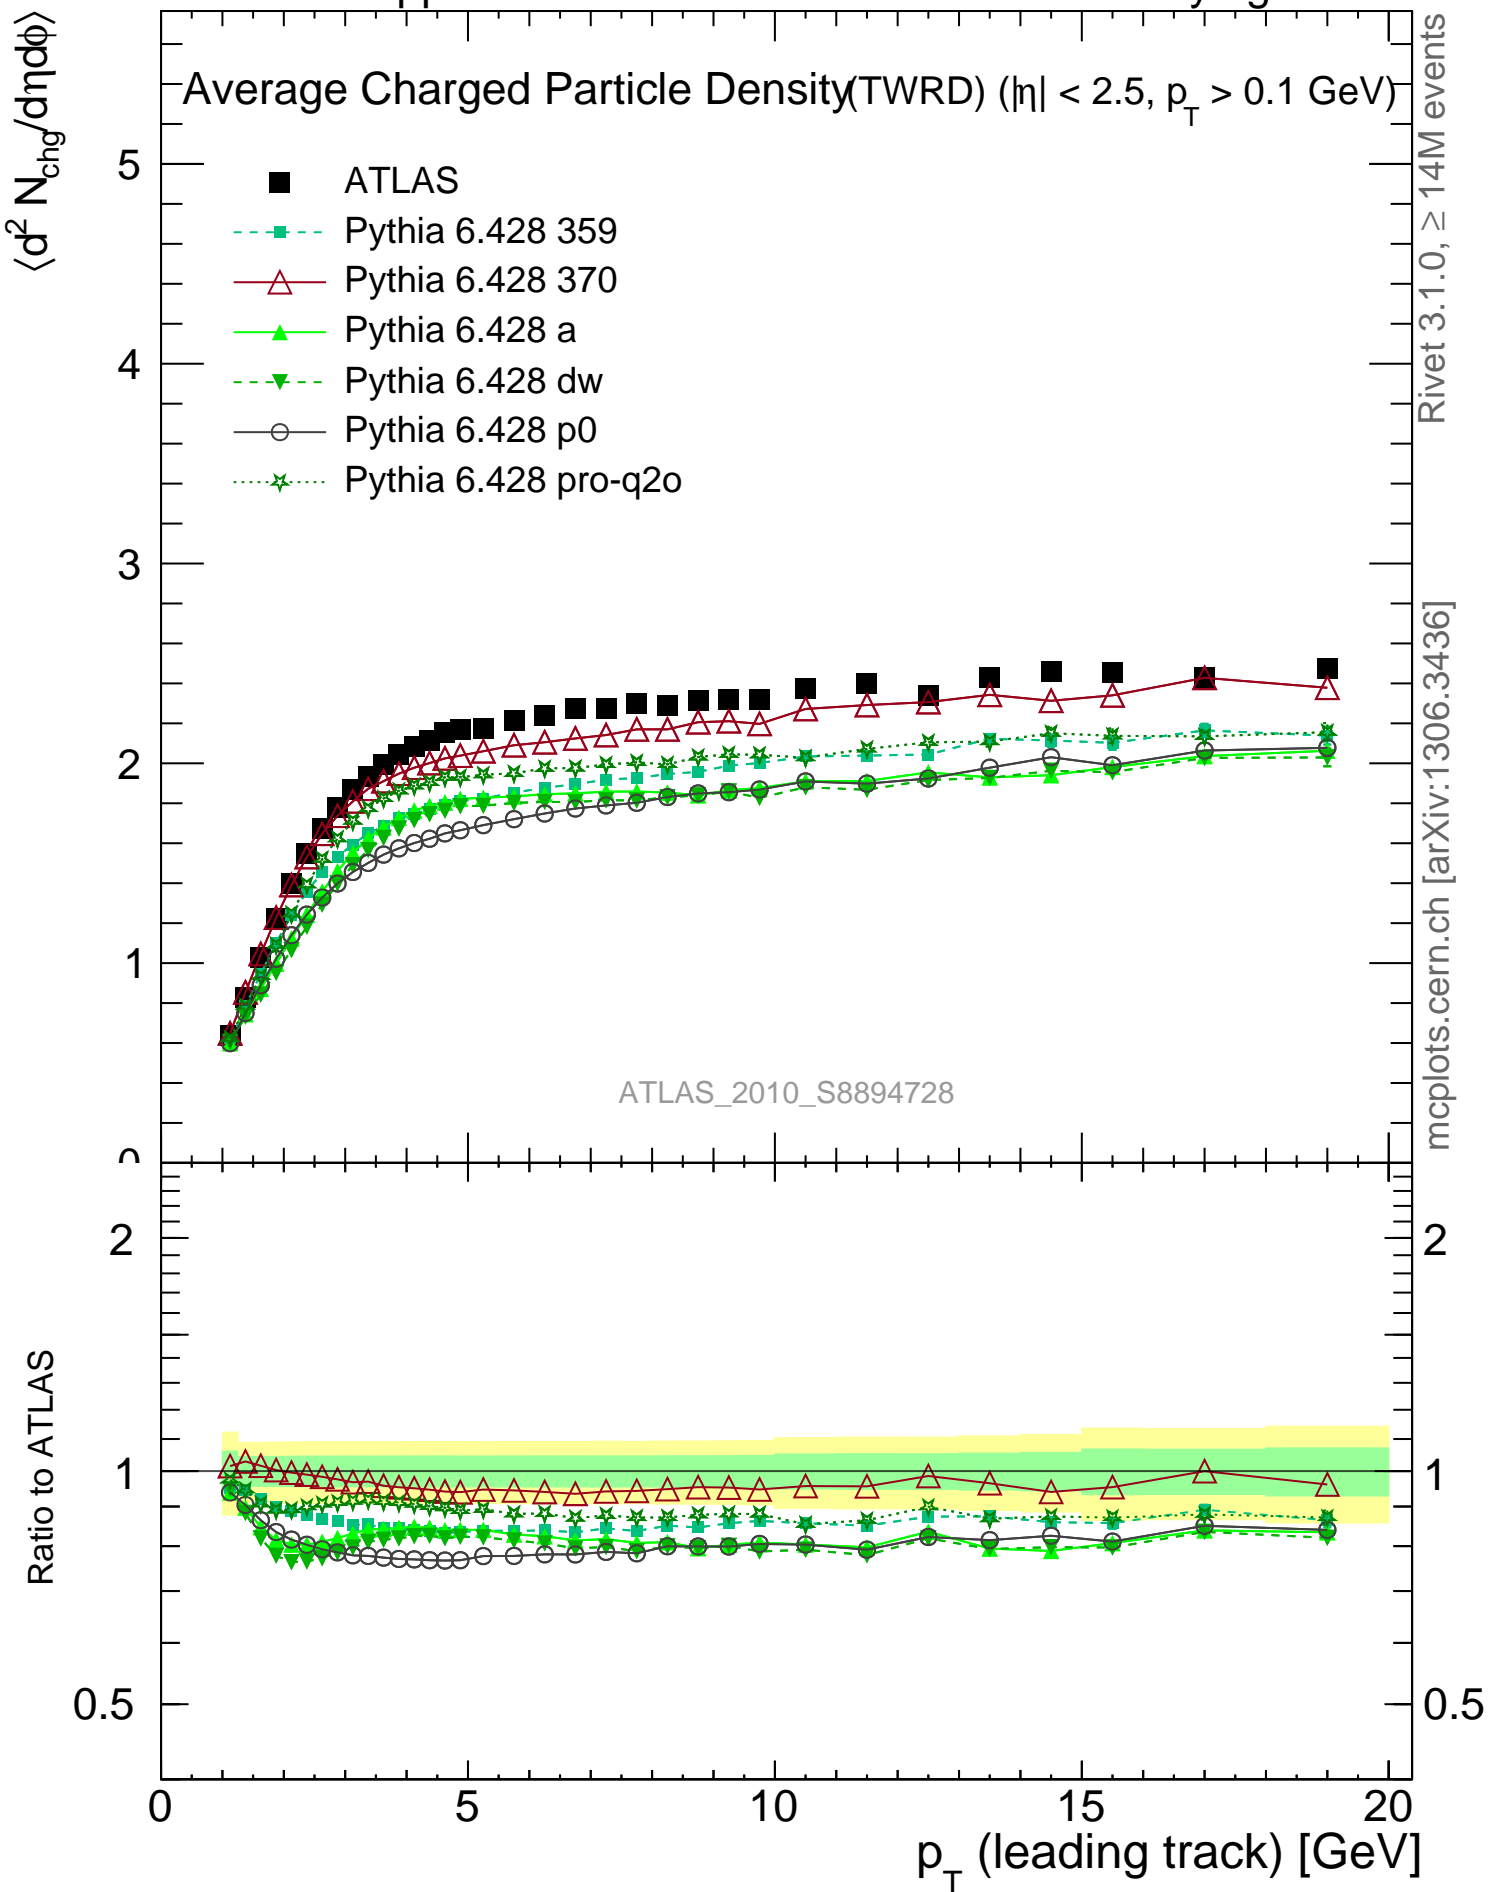 Average Charged Particle Density (TWRD) (|η| < 2.5, p_T > 0.1 GeV)
⟨d² N_chg/dηdϕ⟩
ATLAS
Pythia 6.428 359
Pythia 6.428 370
Pythia 6.428 a
Pythia 6.428 dw
Pythia 6.428 p0
Pythia 6.428 pro-q2o
5
4
3
2
1
0
ATLAS_2010_S8894728
Rivet 3.1.0, ≥ 14M events
mcplots.cern.ch [arXiv:1306.3436]
Ratio to ATLAS
2
1
0.5
2
1
0.5
0 5 10 15 20
p_T (leading track) [GeV]